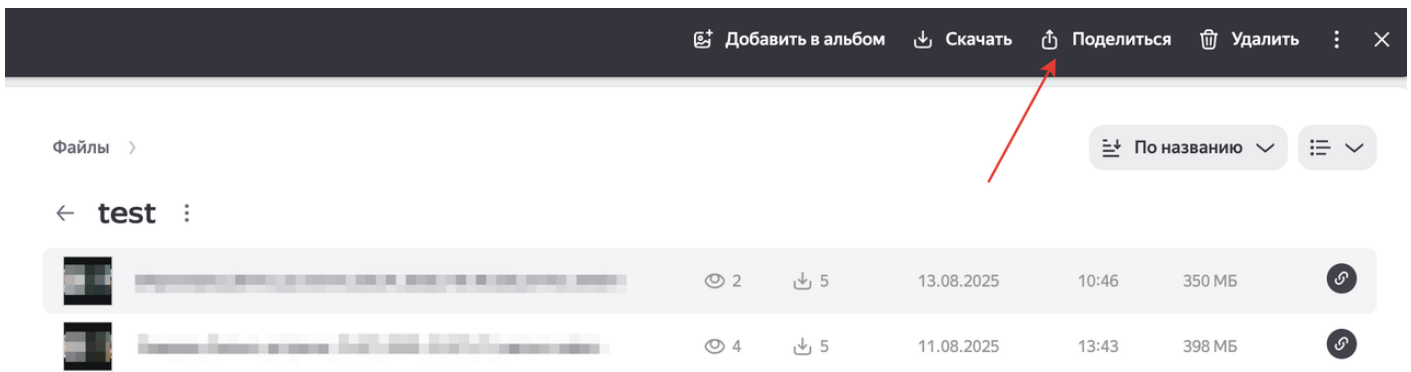 Добавить в альбом Скачать Поделиться Удалить
Файлы
По названию
test
2 5 13.08.2025 10:46 350 МБ
4 5 11.08.2025 13:43 398 МБ